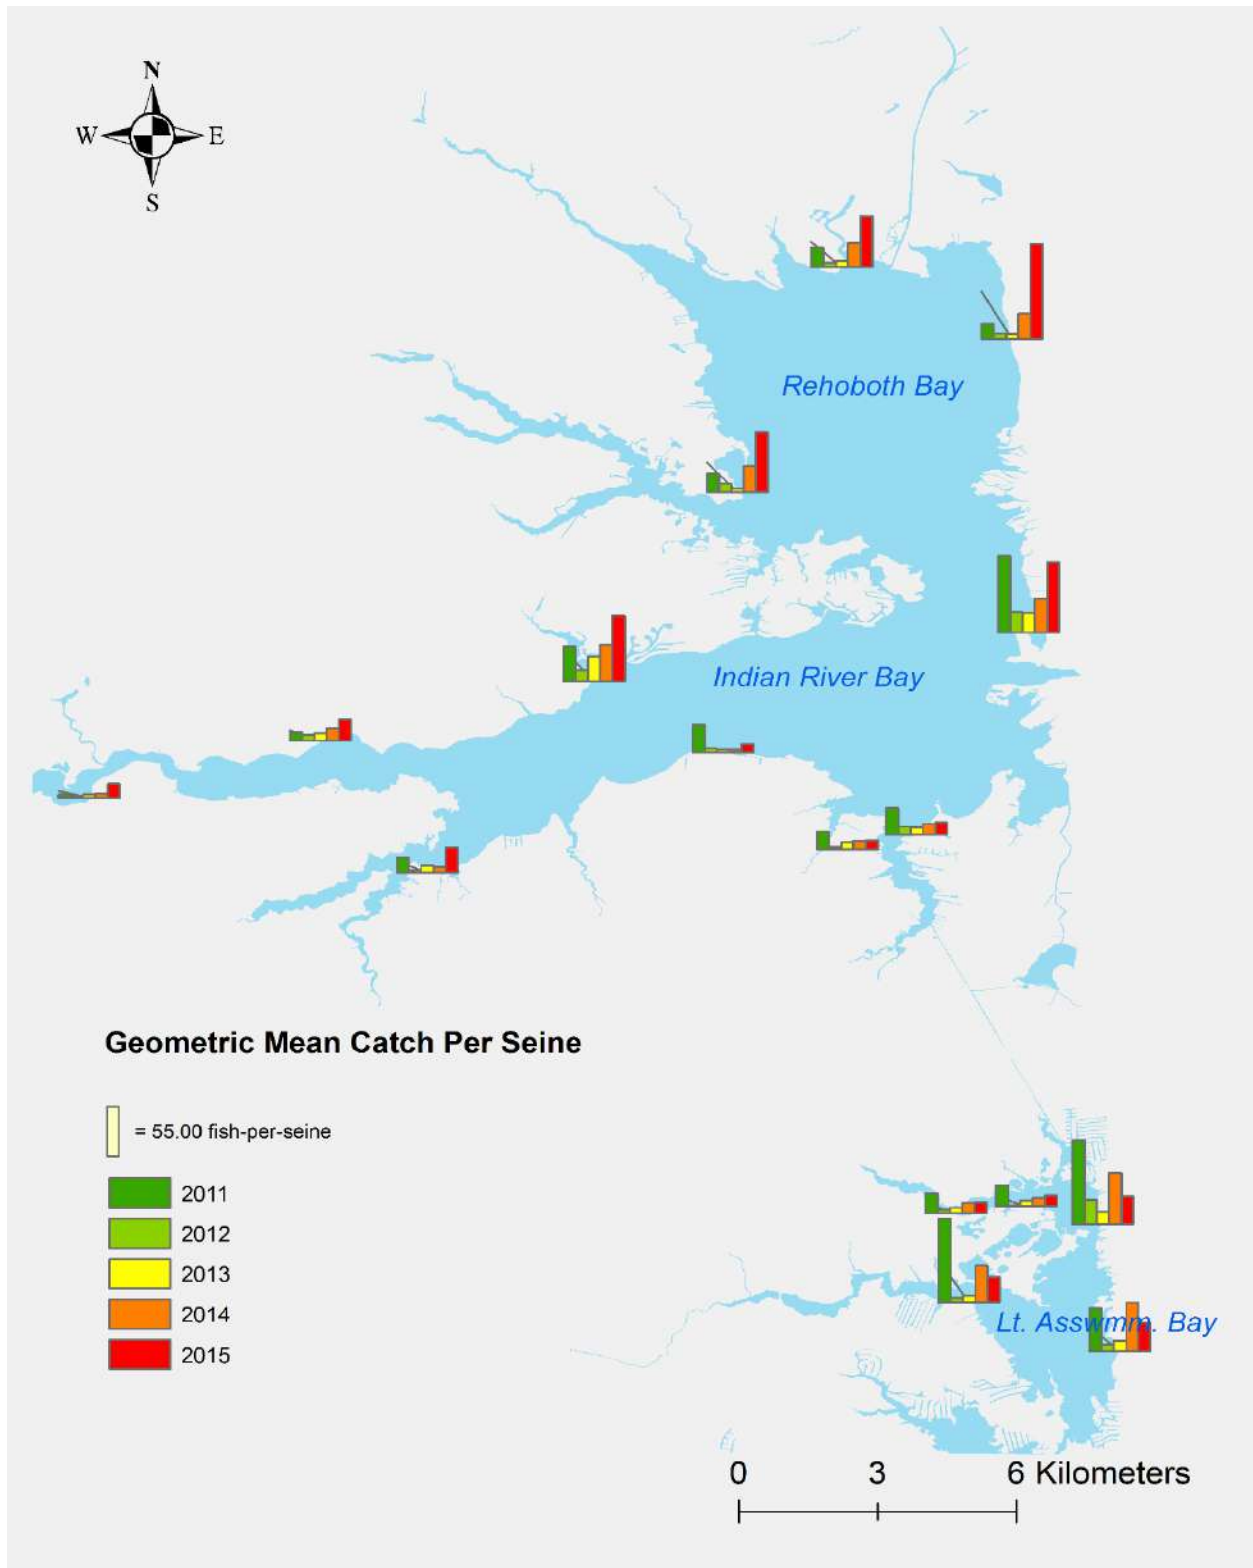 N
W E
S
Rehoboth Bay
Indian River Bay
Geometric Mean Catch Per Seine
= 55.00 fish-per-seine
2011
2012
2013
2014
2015
Lt. Asswmm. Bay
0 3 6 Kilometers